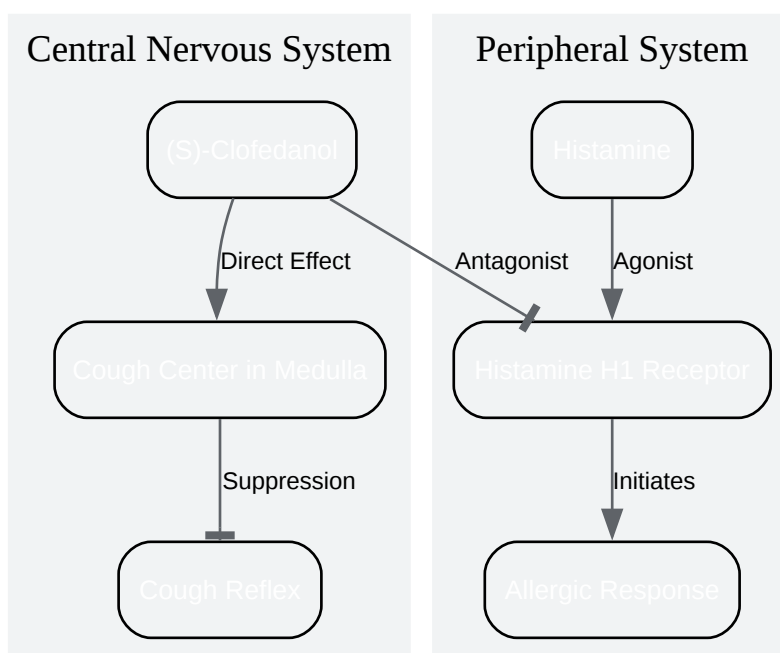 Central Nervous System
Peripheral System
(S)-Clofedanol
Histamine
Direct Effect
Antagonist
Agonist
Cough Center in Medulla
Histamine H1 Receptor
Suppression
Initiates
Cough Reflex
Allergic Response